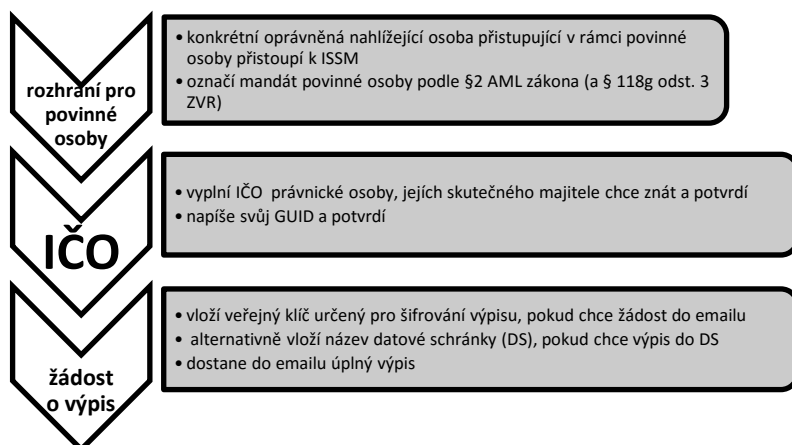 rozhraní pro
povinné
osoby
• konkrétní oprávněná nahlížející osoba přistupující v rámci povinné
osoby přistoupí k ISSM
• označí mandát povinné osoby podle §2 AML zákona (a § 118g odst. 3
ZVR)
IČO
• vyplní IČO právnické osoby, jejích skutečného majitele chce znát a potvrdí
• napíše svůj GUID a potvrdí
žádost
o výpis
• vloží veřejný klíč určený pro šifrování výpisu, pokud chce žádost do emailu
• alternativně vloží název datové schránky (DS), pokud chce výpis do DS
• dostane do emailu úplný výpis